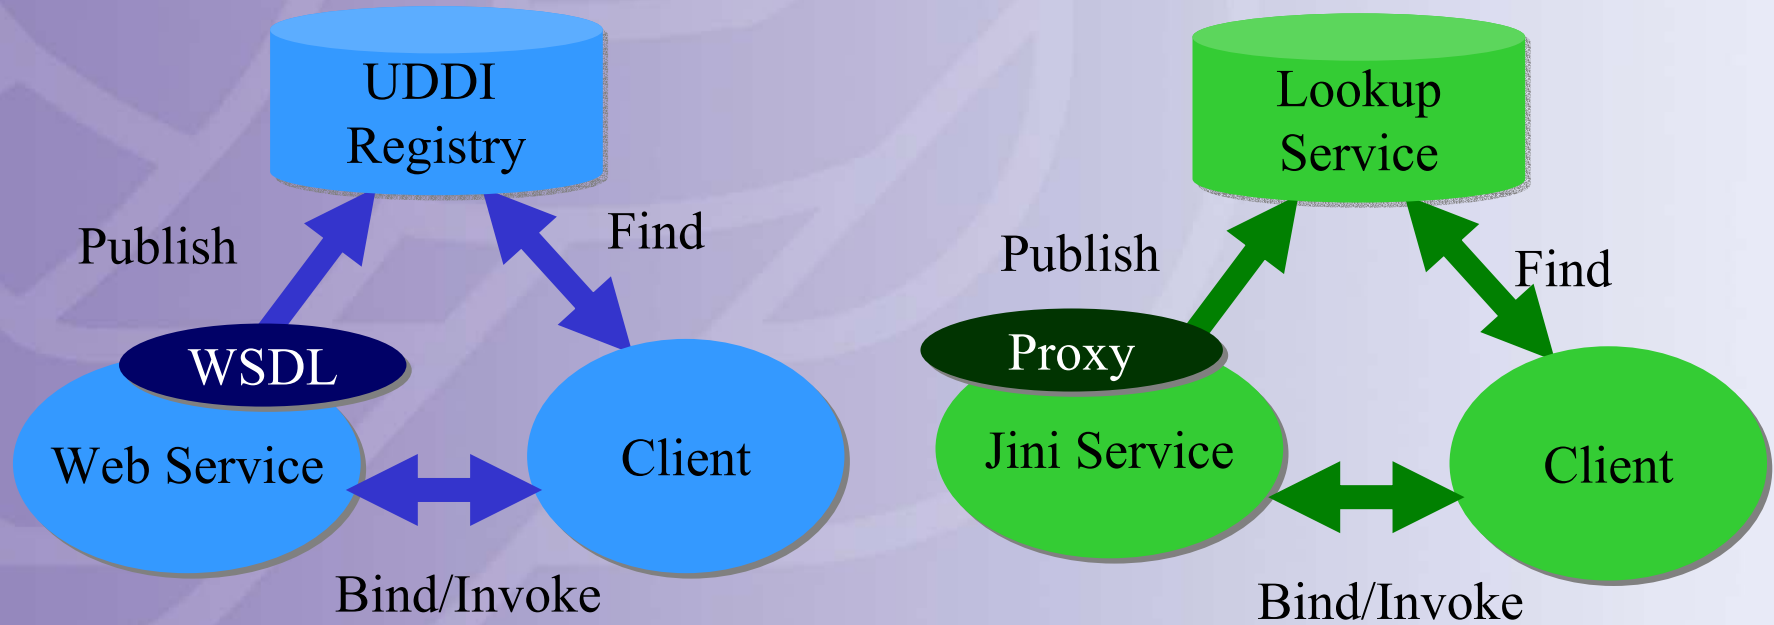 UDDI
Registry
Publish
Find
WSDL
Web Service
Client
Bind/Invoke
Lookup
Service
Publish
Find
Proxy
Jini Service
Client
Bind/Invoke